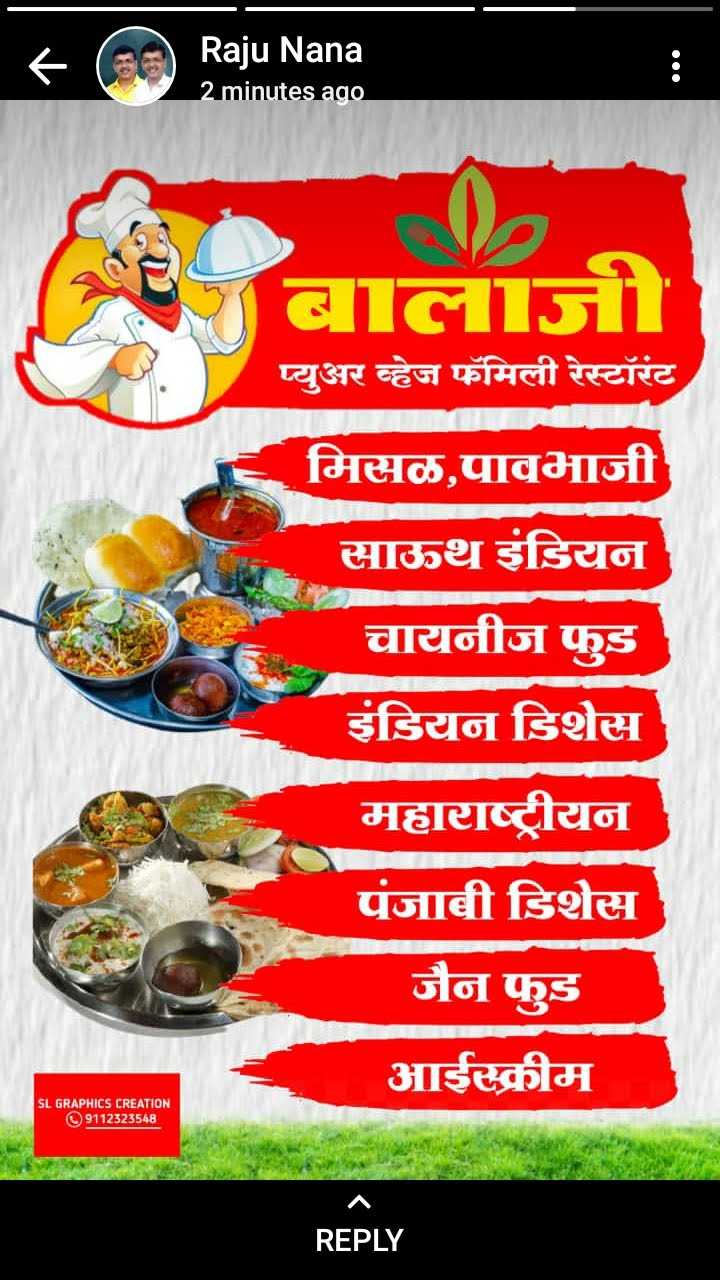 Raju Nana
2 minutes ago
बालाजी
प्युअर व्हेज फॅमिली रेस्टॉरंट
मिसळ,पावभाजी
साऊथ इंडियन
चायनीज फुड
इंडियन डिशेस
महाराष्ट्रीयन
पंजाबी डिशेस
जैन फुड
आईस्क्रीम
SL GRAPHICS CREATION
9112323548
REPLY